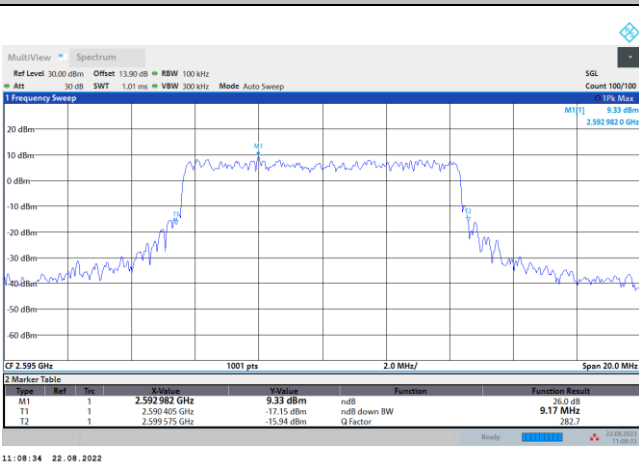 MultiView Spectrum
Ref Level 30.00 dBm Offset 13.90 dB RBW 100 kHz SGL
Att 30 dB SWT 1.01 ms VBW 300 kHz Mode Auto Sweep Count 100/100
1 Frequency Sweep 1Pk Max
M1[1] 9.33 dBm
2.592 982 0 GHz
20 dBm
M1
10 dBm
0 dBm
-10 dBm
T1 T2
-20 dBm
-30 dBm
-40 dBm
-50 dBm
-60 dBm
CF 2.595 GHz 1001 pts 2.0 MHz/ Span 20.0 MHz
2 Marker Table
Type Ref Trc X-Value Y-Value Function Function Result
M1 1 2.592 982 GHz 9.33 dBm ndB 26.0 dB
T1 1 2.590 405 GHz -17.15 dBm ndB down BW 9.17 MHz
T2 1 2.599 575 GHz -15.94 dBm Q Factor 282.7
Ready 22.08.2022
11:08:33
11:08:34 22.08.2022